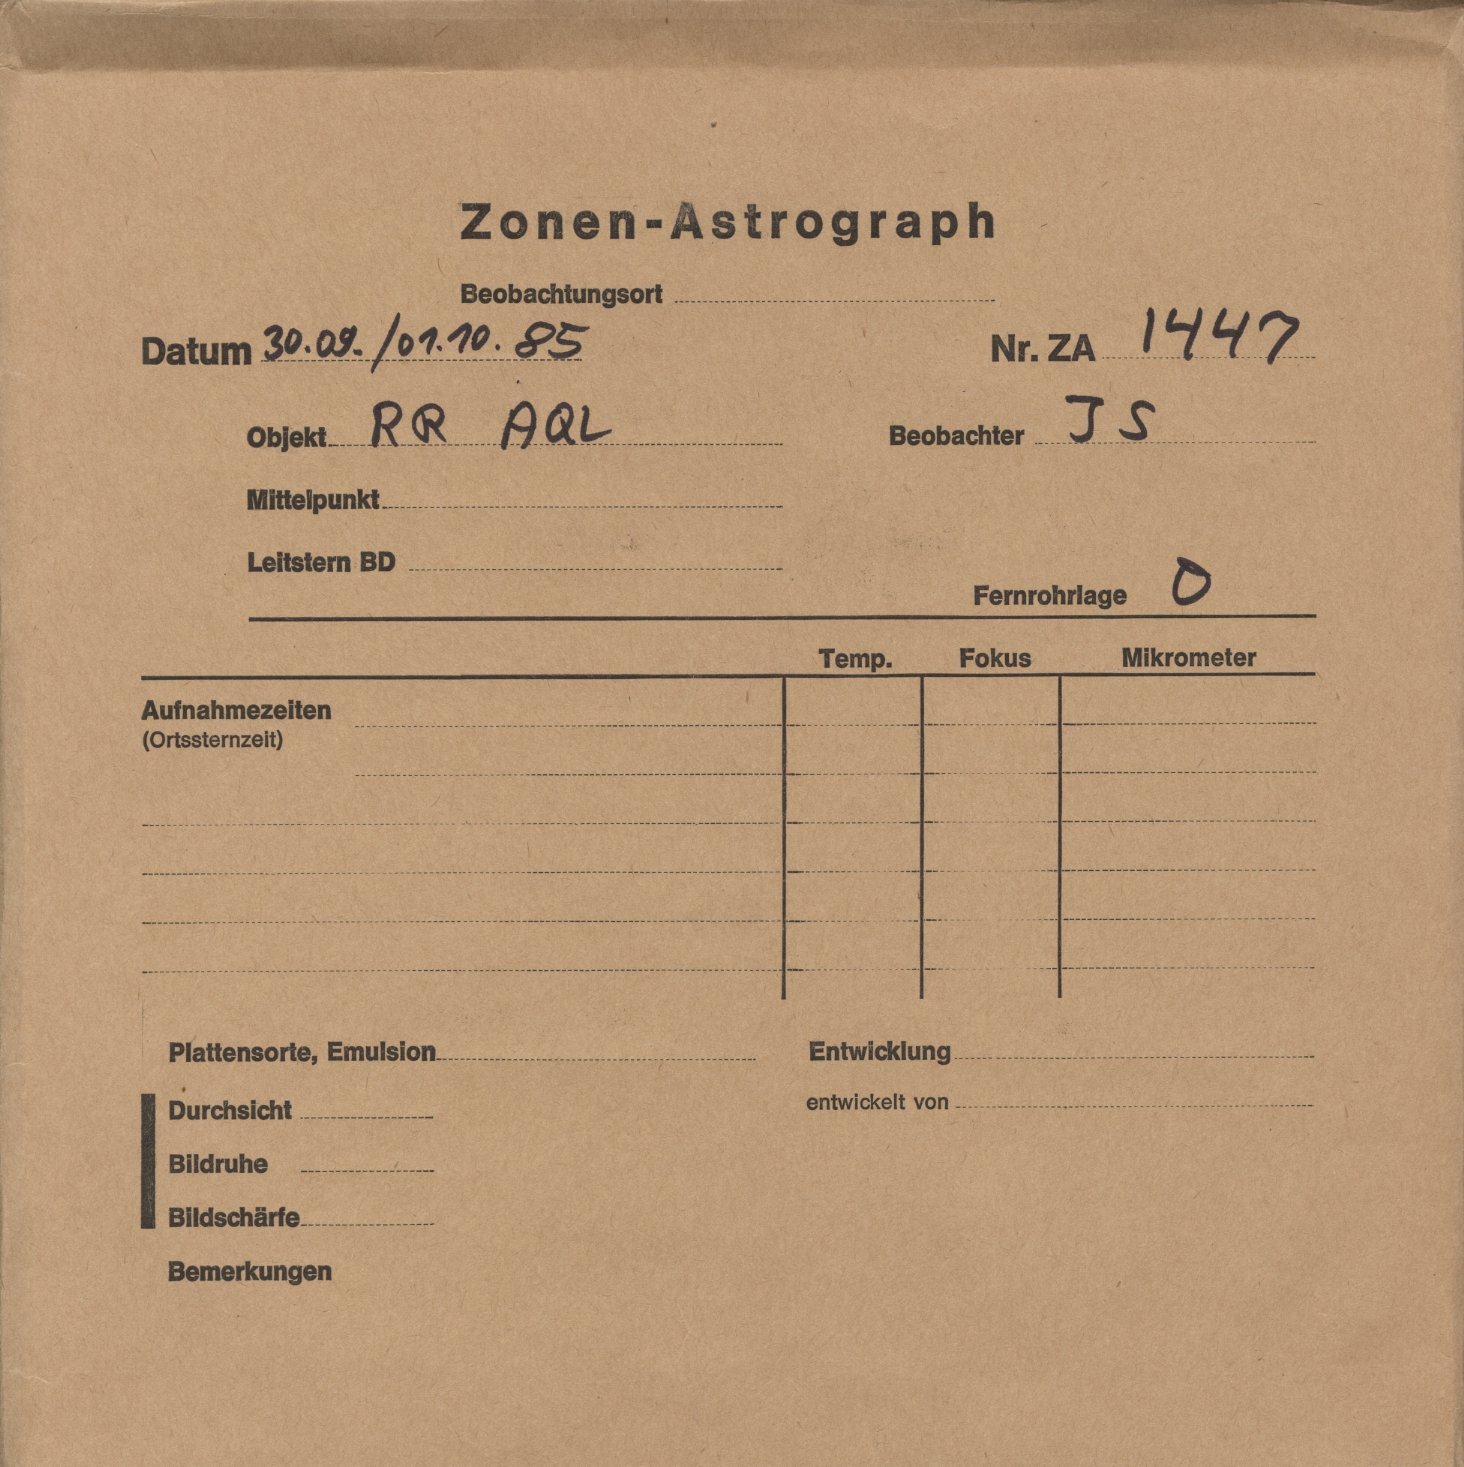 Zonen-Astrograph
Beobachtungsort
Datum 30.09./01.10.85 Nr. ZA 1447
Objekt RR AQL Beobachter JS
Mittelpunkt
Leitstern BD
Fernrohrlage O
Temp. Fokus Mikrometer
Aufnahmezeiten
(Ortssternzeit)
Plattensorte, Emulsion Entwicklung
Durchsicht entwickelt von
Bildruhe
Bildschärfe
Bemerkungen